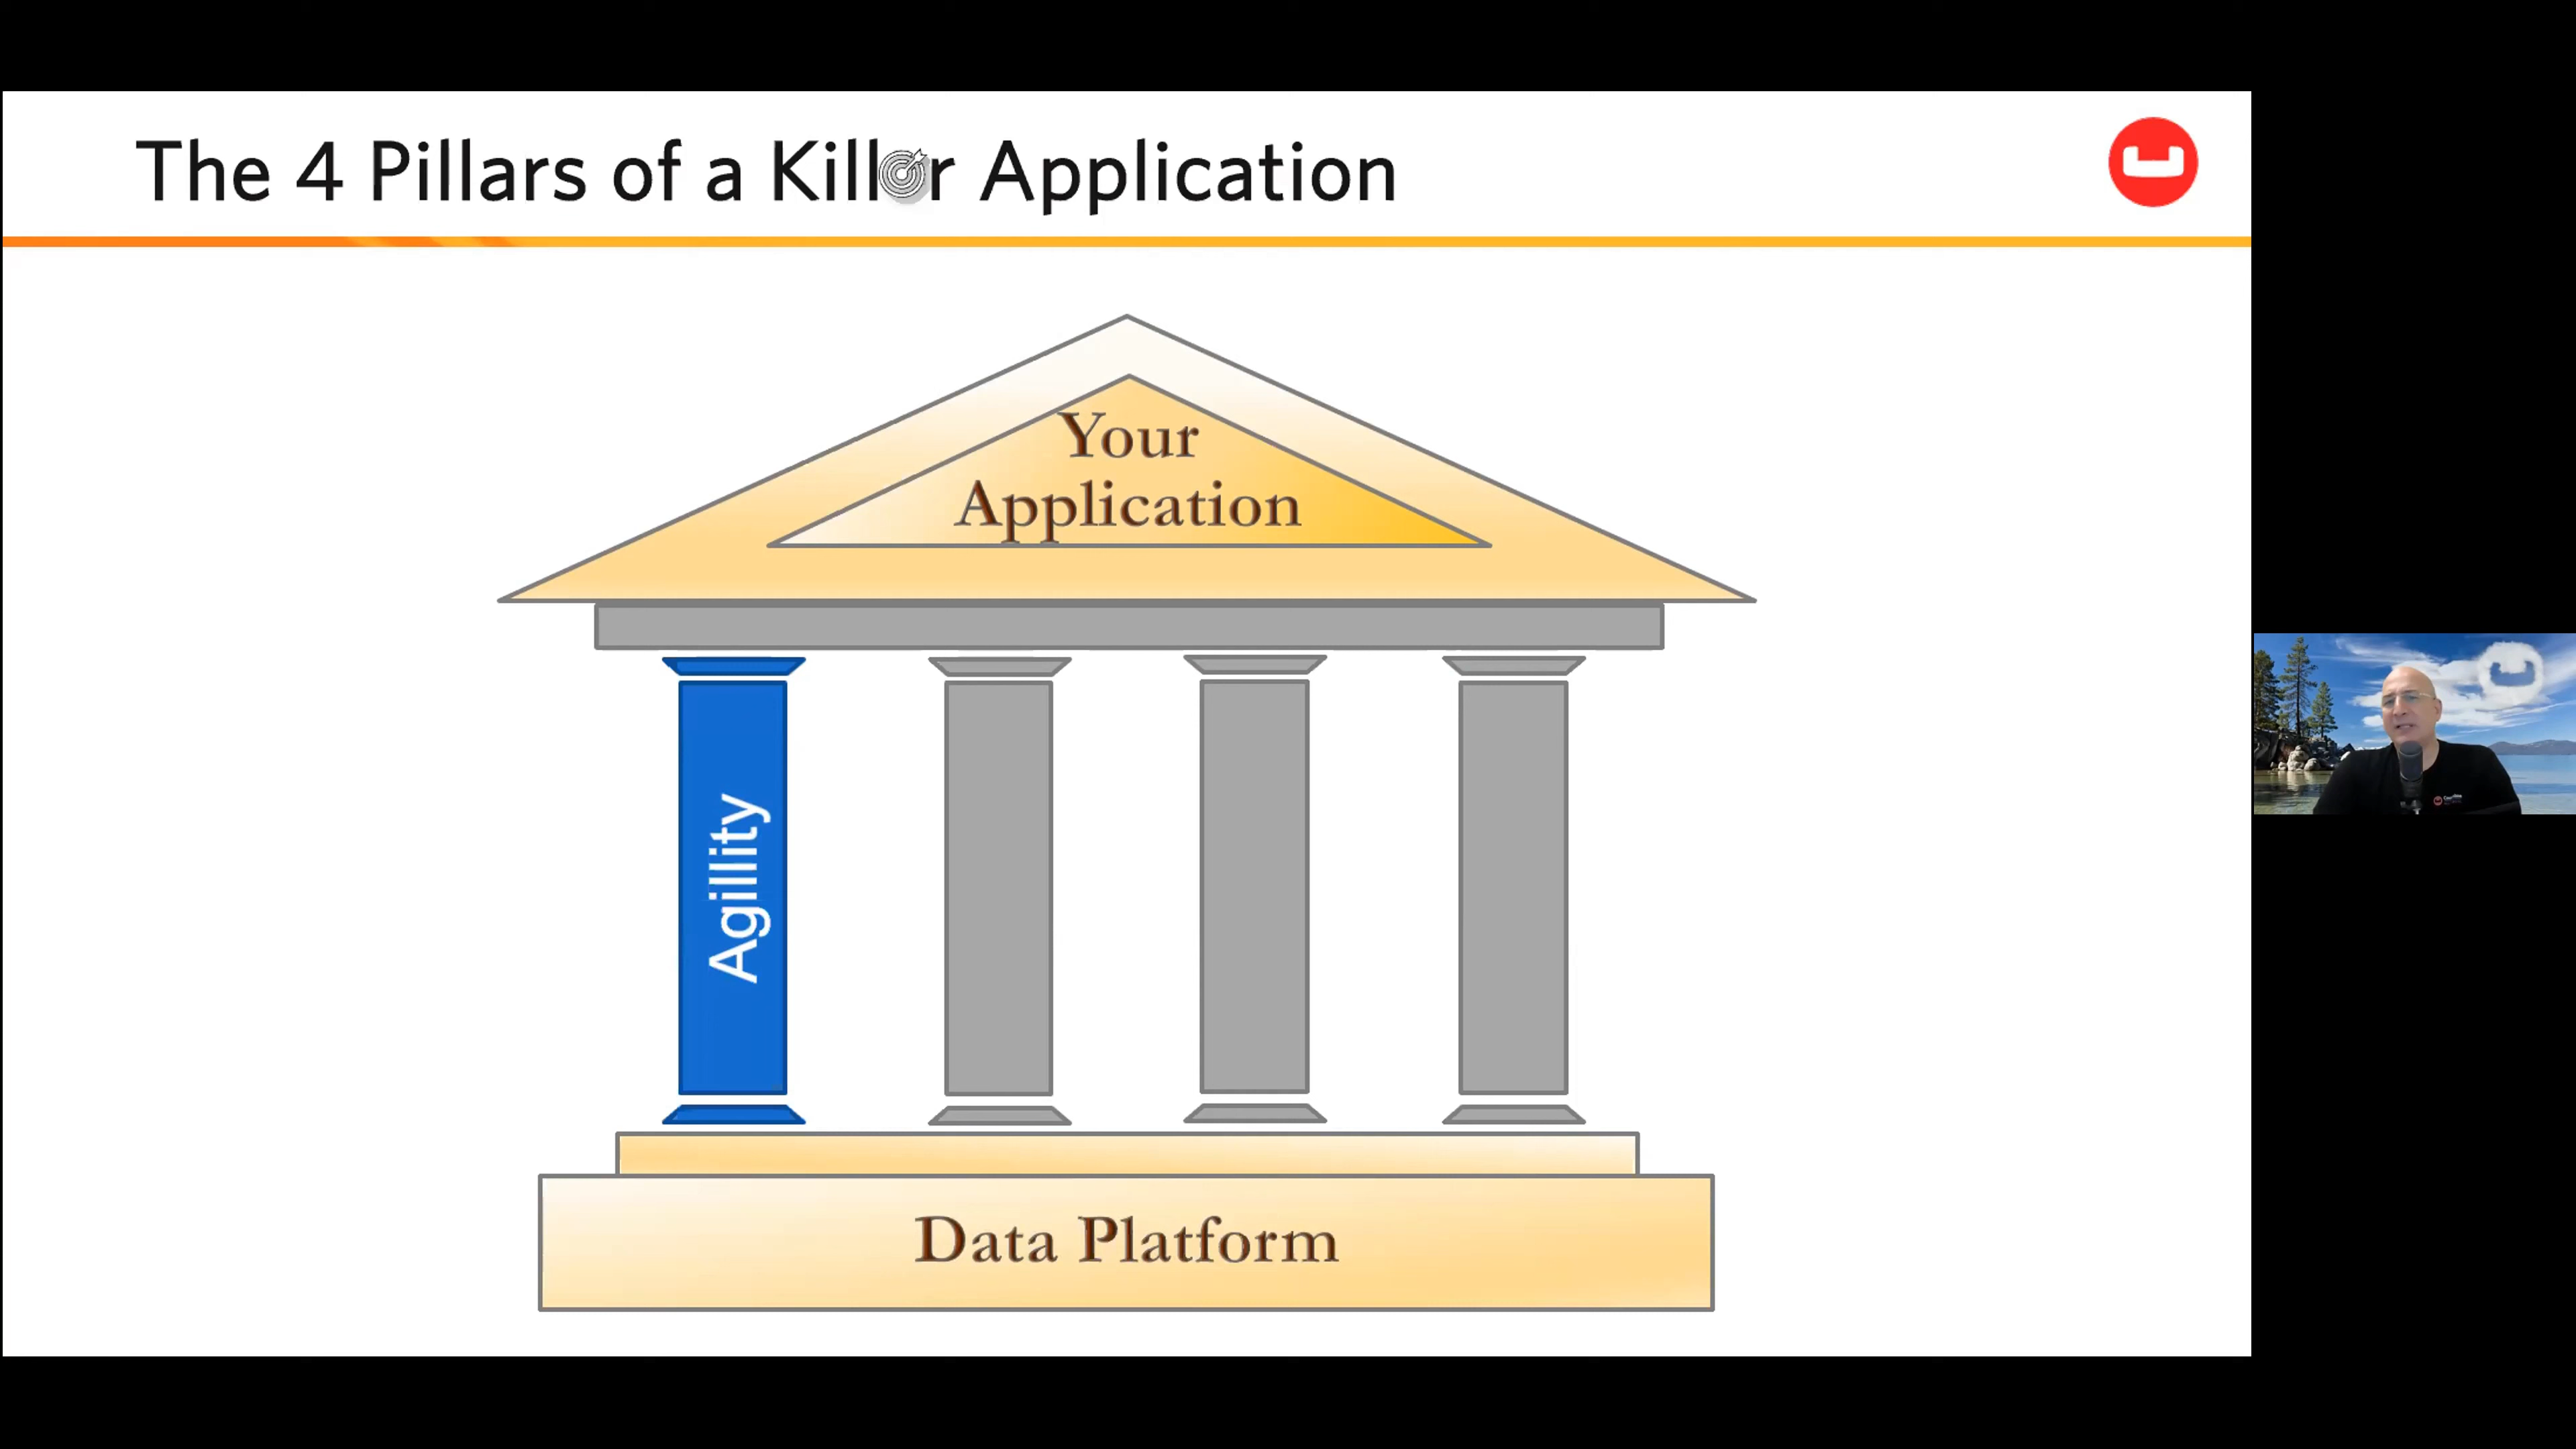 The 4 Pillars of a Killer Application
Your
Application
Agillity
Data Platform